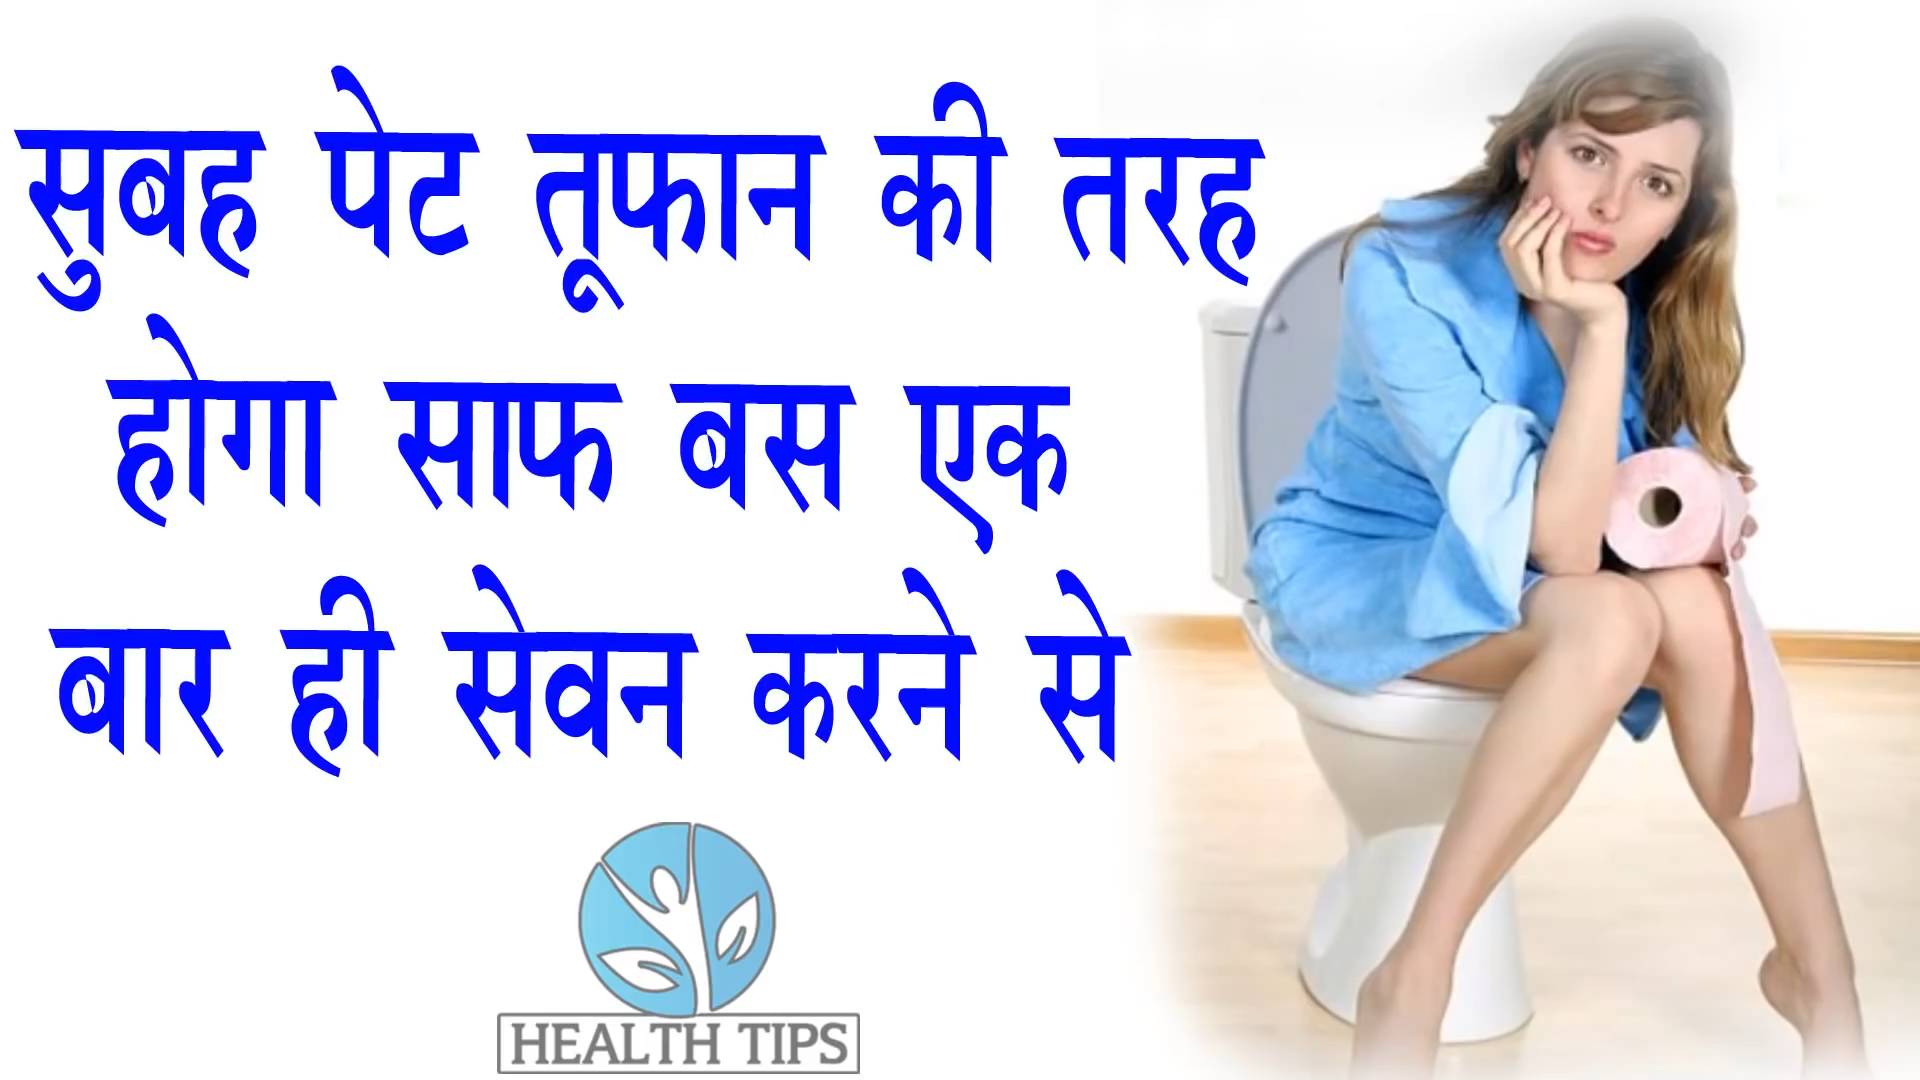 सुबह पेट तूफान की तरह
होगा साफ बस एक
बार ही सेवन करने से
HEALTH TIPS